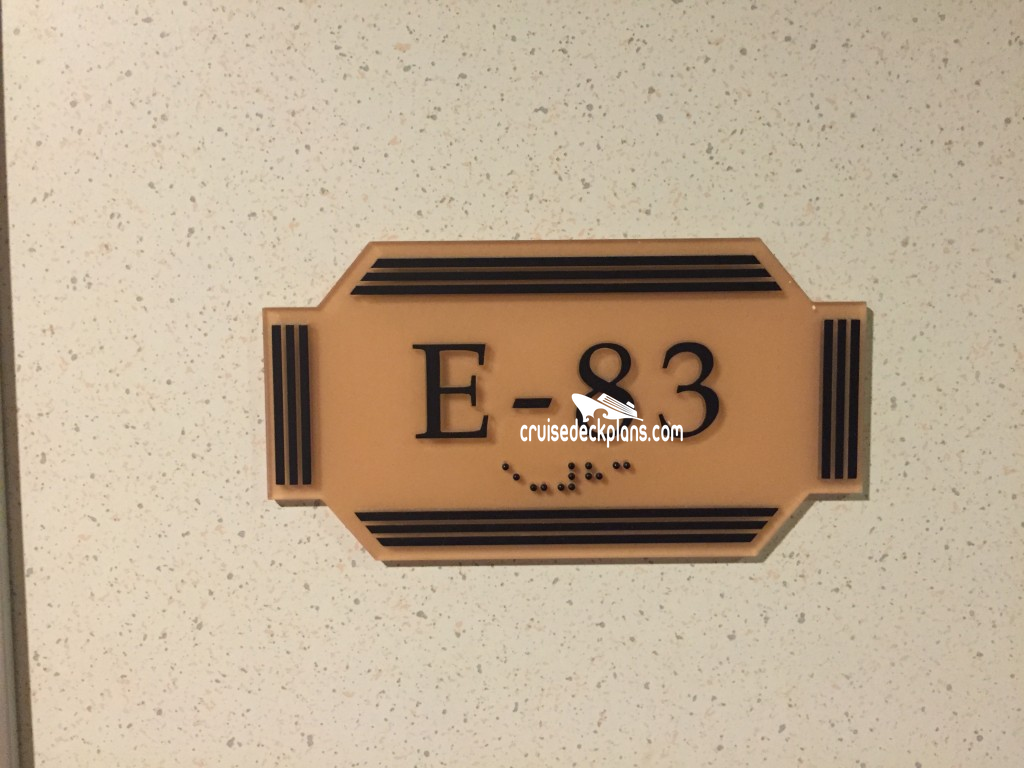 E-83
cruisedeckplans.com
⠑⠤⠼⠓⠉